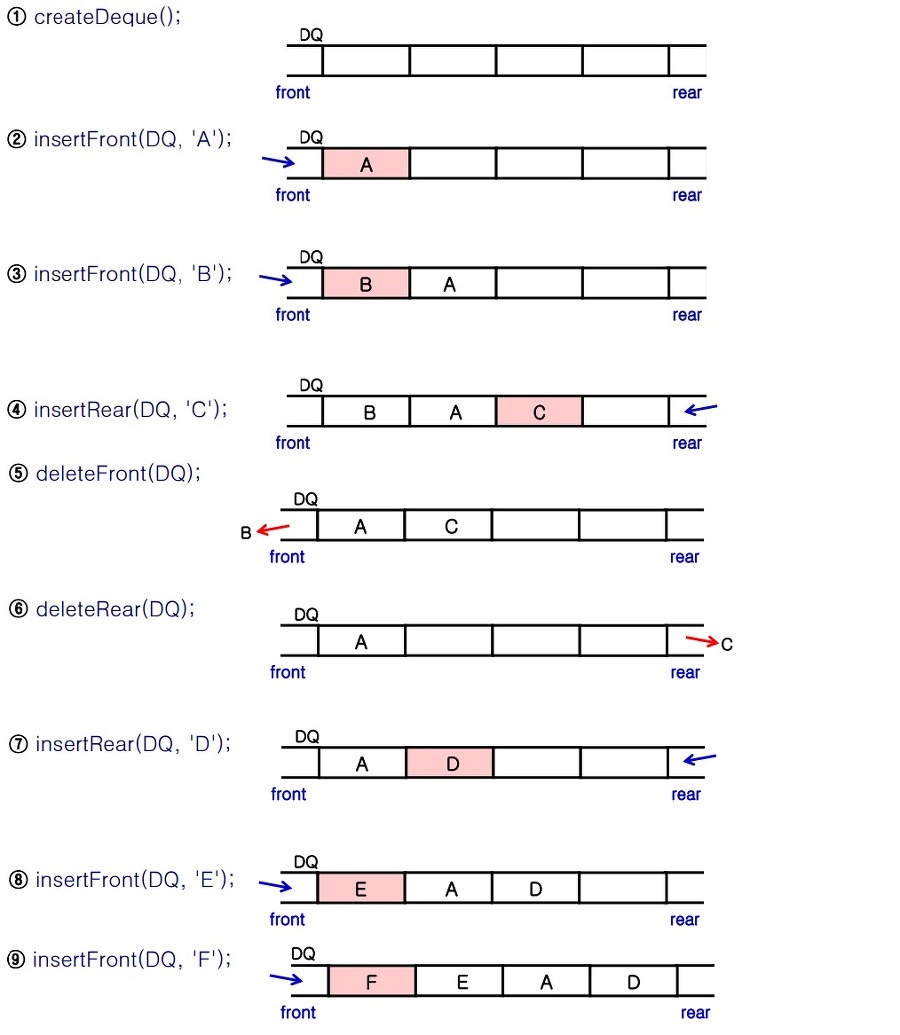 ① createDeque();
DQ
front rear
② insertFront(DQ, 'A');
DQ
A
front rear
③ insertFront(DQ, 'B');
DQ
B A
front rear
④ insertRear(DQ, 'C');
DQ
B A C
front rear
⑤ deleteFront(DQ);
DQ
B A C
front rear
⑥ deleteRear(DQ);
DQ
A C
front rear
⑦ insertRear(DQ, 'D');
DQ
A D
front rear
⑧ insertFront(DQ, 'E');
DQ
E A D
front rear
⑨ insertFront(DQ, 'F');
DQ
F E A D
front rear